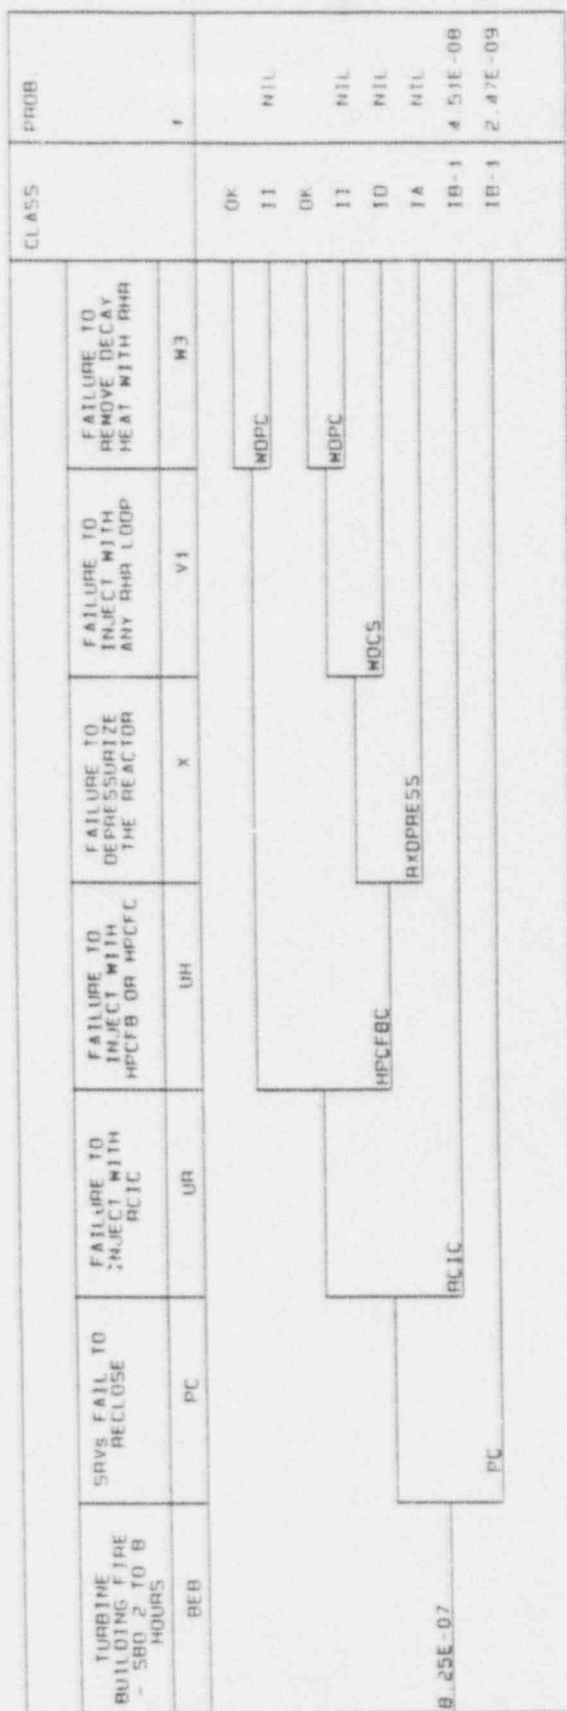 CLASS
PROB
TURBINE
BUILDING FIRE
- SBO 2 TO 8
HOURS
SRVs FAIL TO
RECLOSE
FAILURE TO
INJECT WITH
RCIC
FAILURE TO
INJECT WITH
HPCFB OR HPCFC
FAILURE TO
DEPRESSURIZE
THE REACTOR
FAILURE TO
INJECT WITH
ANY RHR LOOP
FAILURE TO
REMOVE DECAY
HEAT WITH RHR
BE8
PC
UR
UH
X
V1
W3
OK
WDPC
II NIL
OK
WDPC
II NIL
WDCS
ID NIL
RXDPRESS
IA NIL
HPCFBC
RCIC
IB-1 4.51E-08
8.25E-07
PC
IB-1 2.47E-09